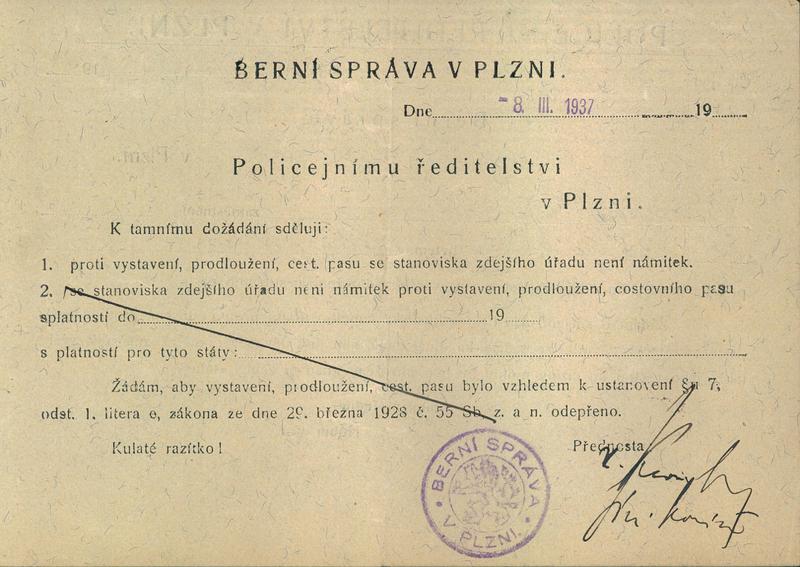 BERNÍ SPRÁVA V PLZNI.
Dne -8. III. 1937 19
Policejnímu ředitelstvi
v Plzni.
K tamnímu dožádání sděluji:
1. proti vystavení, prodloužení, cest. pasu se stanoviska zdejšího úřadu není námitek.
2. se stanoviska zdejšího úřadu není námitek proti vystavení, prodloužení, costovního pasu
splatností do 19
s platností pro tyto státy:
Žádám, aby vystavení, prodloužení, cest. pasu bylo vzhledem k ustanovení §u 7,
odst. 1. litera e, zákona ze dne 29. března 1928 č. 55 Sb. z. a n. odepřeno.
Kulaté razítko!
Přednosta
BERNÍ SPRÁVA
V PLZNI.